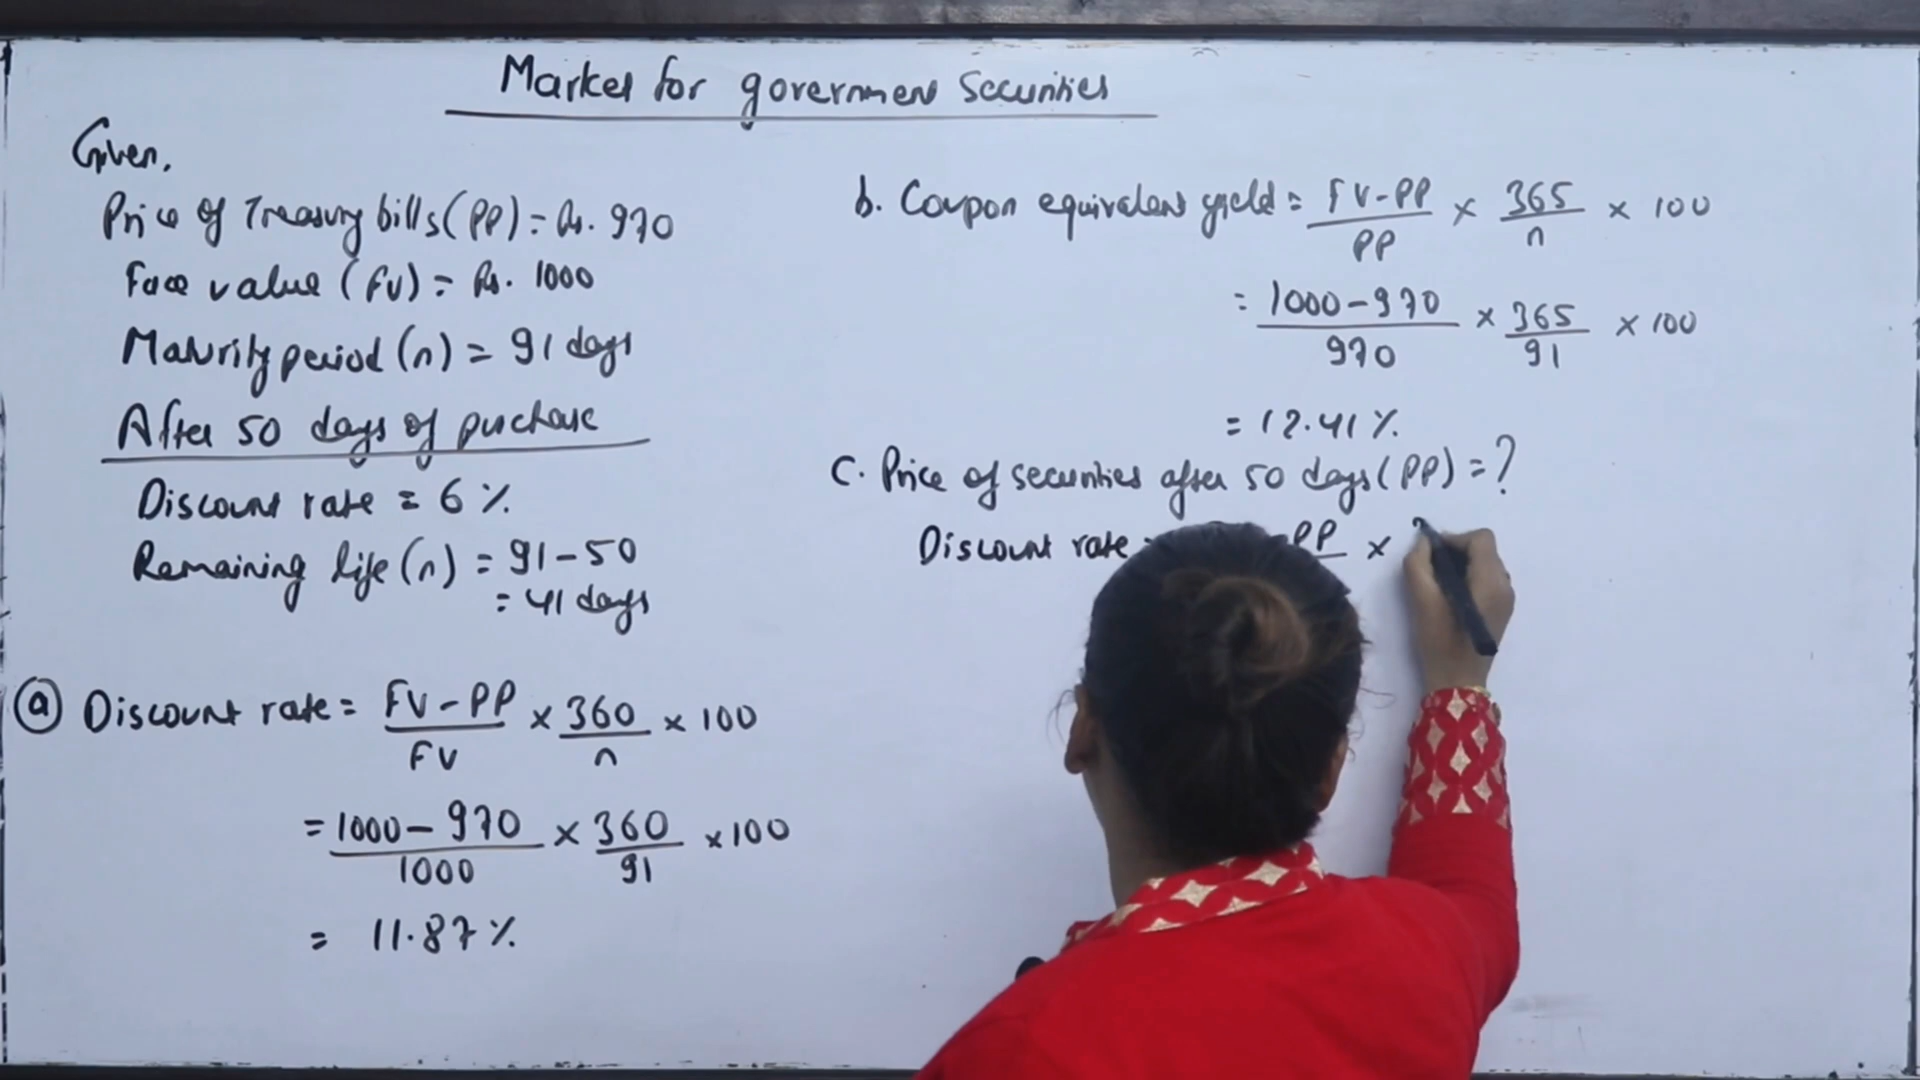 Market for government Securities
Given,
Price of Treasury bills (PP) = Rs. 970
Face value (FV) = Rs. 1000
Maturity period (n) = 91 days
After 50 days of purchase
Discount rate = 6 %
Remaining life (n) = 91 - 50
= 41 days
(a) Discount rate = FV - PP / FV × 360 / n × 100
= 1000 - 970 / 1000 × 360 / 91 × 100
= 11.87 %
b. Coupon equivalent yield = FV - PP / PP × 365 / n × 100
= 1000 - 970 / 970 × 365 / 91 × 100
= 12.41 %
C. Price of securities after 50 days (PP) = ?
Discount rate = - PP ×